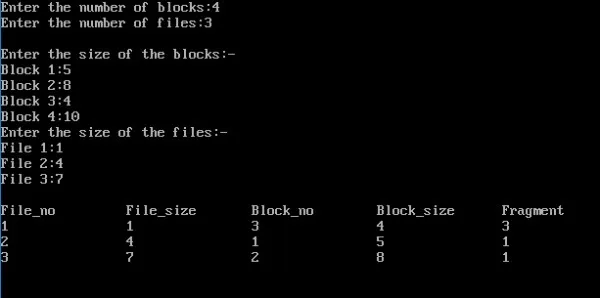 Enter the number of blocks:4
Enter the number of files:3
Enter the size of the blocks:-
Block 1:5
Block 2:8
Block 3:4
Block 4:10
Enter the size of the files:-
File 1:1
File 2:4
File 3:7
File_no File_size Block_no Block_size Fragment
1 1 3 4 3
2 4 1 5 1
3 7 2 8 1